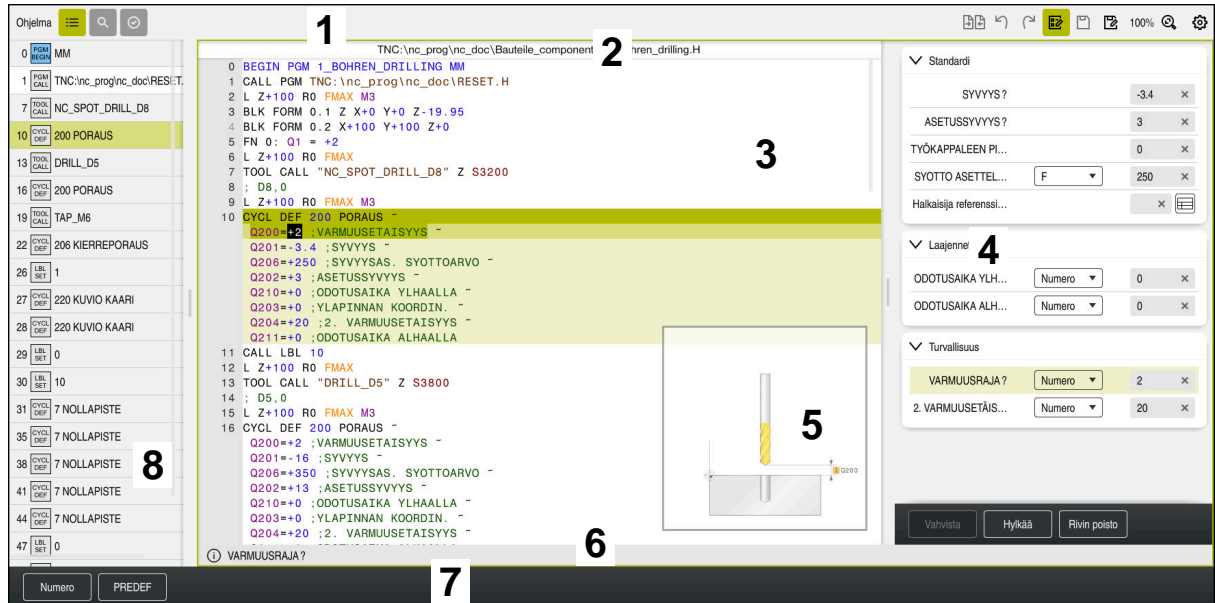 Ohjelma
1
100%
0 PGM BEGIN MM
1 PGM CALL TNC:\nc_prog\nc_doc\RESET.
7 TOOL CALL NC_SPOT_DRILL_D8
10 CYCL DEF 200 PORAUS
13 TOOL CALL DRILL_D5
16 CYCL DEF 200 PORAUS
19 TOOL CALL TAP_M6
22 CYCL DEF 206 KIERREPORAUS
26 LBL SET 1
27 CYCL DEF 220 KUVIO KAARI
28 CYCL DEF 220 KUVIO KAARI
29 LBL SET 0
30 LBL SET 10
31 CYCL DEF 7 NOLLAPISTE
35 CYCL DEF 7 NOLLAPISTE
38 CYCL DEF 7 NOLLAPISTE
8
41 CYCL DEF 7 NOLLAPISTE
44 CYCL DEF 7 NOLLAPISTE
47 LBL SET 0
TNC:\nc_prog\nc_doc\Bauteile_component
2
ohren_drilling.H
0 BEGIN PGM 1_BOHREN_DRILLING MM
1 CALL PGM TNC:\nc_prog\nc_doc\RESET.H
2 L Z+100 R0 FMAX M3
3 BLK FORM 0.1 Z X+0 Y+0 Z-19.95
4 BLK FORM 0.2 X+100 Y+100 Z+0
5 FN 0: Q1 = +2
6 L Z+100 R0 FMAX
7 TOOL CALL "NC_SPOT_DRILL_D8" Z S3200
8 ; D8,0
9 L Z+100 R0 FMAX M3
10 CYCL DEF 200 PORAUS ~
Q200=+2 ;VARMUUSETAISYYS ~
Q201=-3.4 ;SYVYYS ~
Q206=+250 ;SYVYYSAS. SYOTTOARVO ~
Q202=+3 ;ASETUSSYVYYS ~
Q210=+0 ;ODOTUSAIKA YLHAALLA ~
Q203=+0 ;YLAPINNAN KOORDIN. ~
Q204=+20 ;2. VARMUUSETAISYYS ~
Q211=+0 ;ODOTUSAIKA ALHAALLA
11 CALL LBL 10
12 L Z+100 R0 FMAX
13 TOOL CALL "DRILL_D5" Z S3800
14 ; D5,0
15 L Z+100 R0 FMAX M3
16 CYCL DEF 200 PORAUS ~
Q200=+2 ;VARMUUSETAISYYS ~
Q201=-16 ;SYVYYS ~
Q206=+350 ;SYVYYSAS. SYOTTOARVO ~
Q202=+13 ;ASETUSSYVYYS ~
Q210=+0 ;ODOTUSAIKA YLHAALLA ~
Q203=+0 ;YLAPINNAN KOORDIN. ~
Q204=+20 ;2. VARMUUSETAISYYS ~
3
5
Q200
6
VARMUUSRAJA?
Standardi
SYVYYS? -3.4 ×
ASETUSSYVYYS? 3 ×
TYÖKAPPALEEN PI... 0 ×
SYOTTO ASETTEL... F 250 ×
Halkaisija referenssi... ×
4
ODOTUSAIKA YLH... Numero 0 ×
ODOTUSAIKA ALH... Numero 0 ×
Turvallisuus
VARMUUSRAJA? Numero 2 ×
2. VARMUUSETÄIS... Numero 20 ×
Vahvista Hylkää Rivin poisto
Numero PREDEF
7